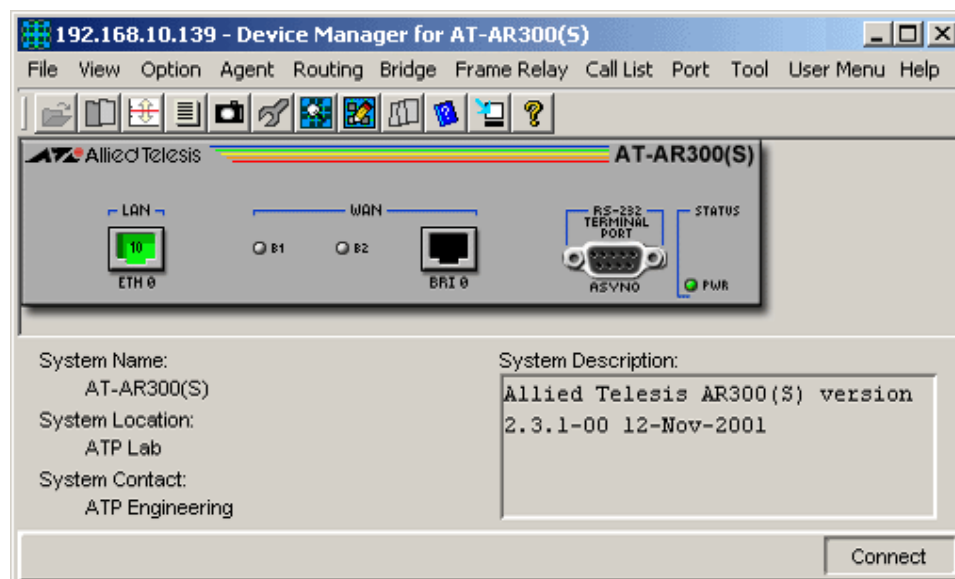 192.168.10.139 - Device Manager for AT-AR300(S)
File View Option Agent Routing Bridge Frame Relay Call List Port Tool User Menu Help
Allied Telesis AT-AR300(S)
LAN WAN RS-232 TERMINAL PORT STATUS
10 B1 B2
ETH 0 BRI 0 ASYN0 PWR
System Name:
AT-AR300(S)
System Location:
ATP Lab
System Contact:
ATP Engineering
System Description:
Allied Telesis AR300(S) version
2.3.1-00 12-Nov-2001
Connect